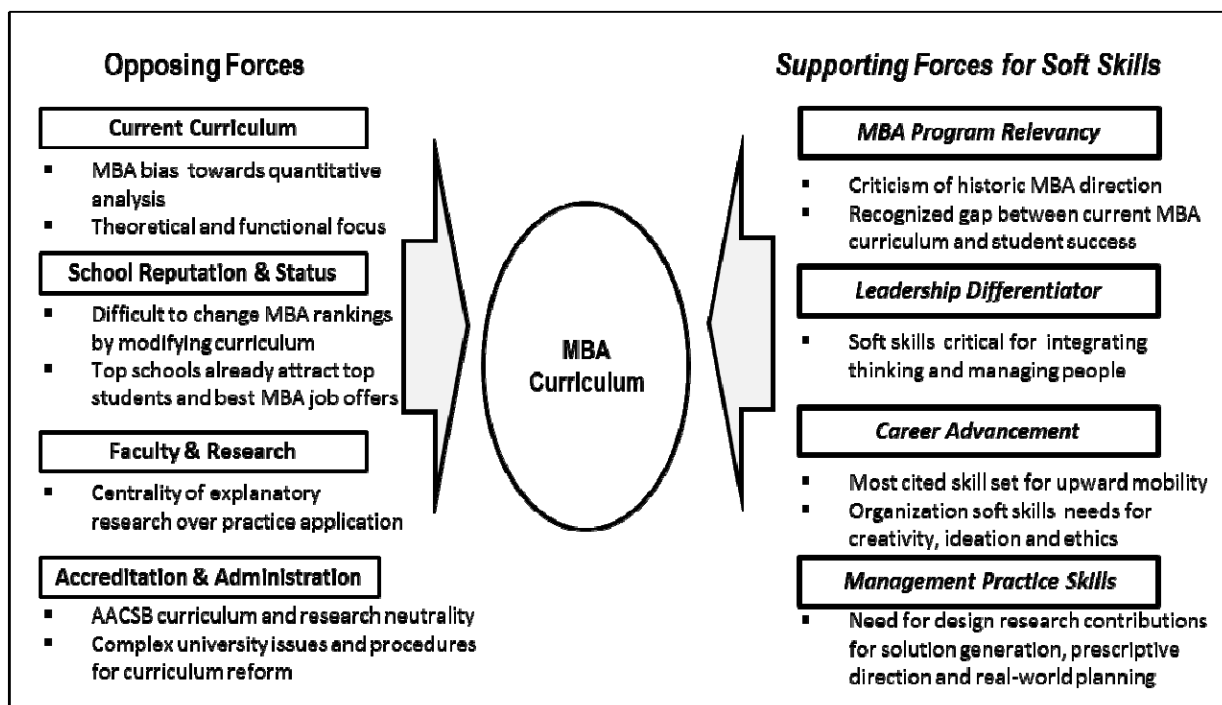 Opposing Forces
Current Curriculum
▪ MBA bias towards quantitative
analysis
▪ Theoretical and functional focus
School Reputation & Status
▪ Difficult to change MBA rankings
by modifying curriculum
▪ Top schools already attract top
students and best MBA job offers
Faculty & Research
▪ Centrality of explanatory
research over practice application
Accreditation & Administration
▪ AACSB curriculum and research neutrality
▪ Complex university issues and procedures
for curriculum reform
MBA
Curriculum
Supporting Forces for Soft Skills
MBA Program Relevancy
▪ Criticism of historic MBA direction
▪ Recognized gap between current MBA
curriculum and student success
Leadership Differentiator
▪ Soft skills critical for integrating
thinking and managing people
Career Advancement
▪ Most cited skill set for upward mobility
▪ Organization soft skills needs for
creativity, ideation and ethics
Management Practice Skills
▪ Need for design research contributions
for solution generation, prescriptive
direction and real-world planning